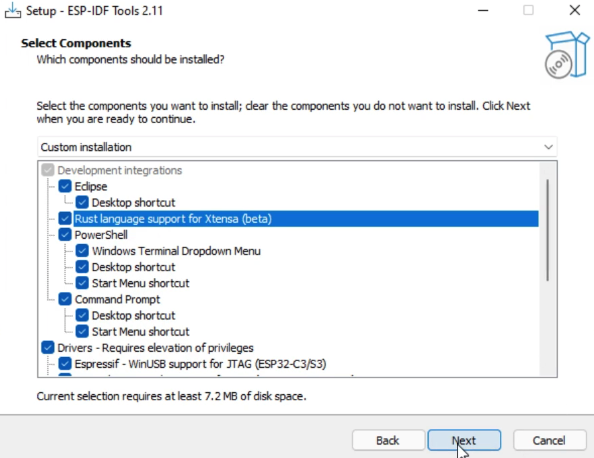 Setup - ESP-IDF Tools 2.11
Select Components
Which components should be installed?
Select the components you want to install; clear the components you do not want to install. Click Next
when you are ready to continue.
Custom installation
Development integrations
Eclipse
Desktop shortcut
Rust language support for Xtensa (beta)
PowerShell
Windows Terminal Dropdown Menu
Desktop shortcut
Start Menu shortcut
Command Prompt
Desktop shortcut
Start Menu shortcut
Drivers - Requires elevation of privileges
Espressif - WinUSB support for JTAG (ESP32-C3/S3)
Current selection requires at least 7.2 MB of disk space.
Back Next Cancel